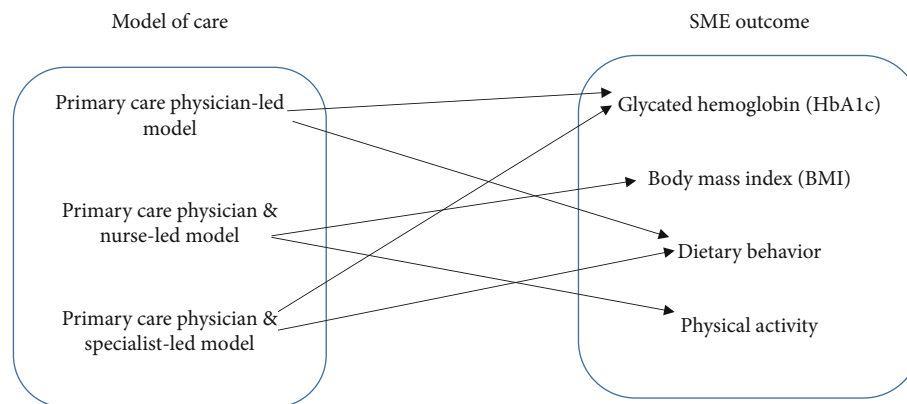 Model of care
SME outcome
Primary care physician-led
model
Primary care physician &
nurse-led model
Primary care physician &
specialist-led model
Glycated hemoglobin (HbA1c)
Body mass index (BMI)
Dietary behavior
Physical activity